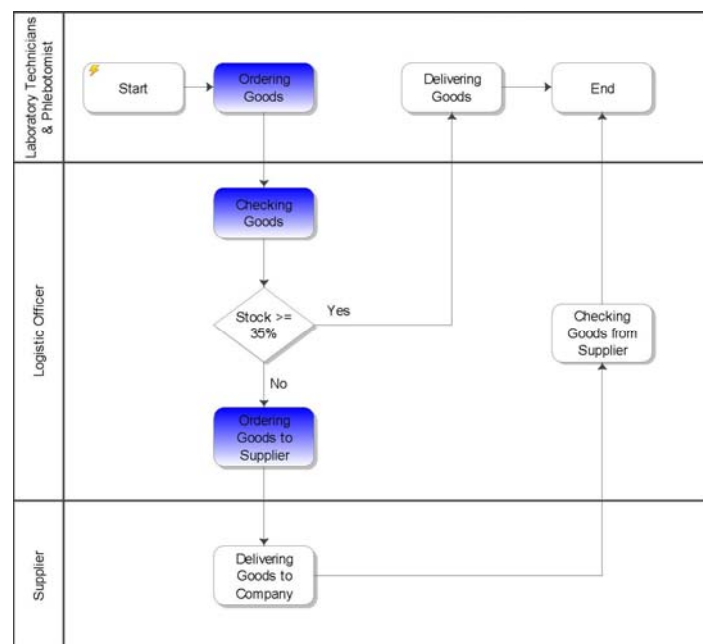 Laboratory Technicians
& Phlebotomist
Start
Ordering
Goods
Delivering
Goods
End
Logistic Officer
Checking
Goods
Stock >=
35%
Yes
No
Checking
Goods from
Supplier
Ordering
Goods to
Supplier
Supplier
Delivering
Goods to
Company